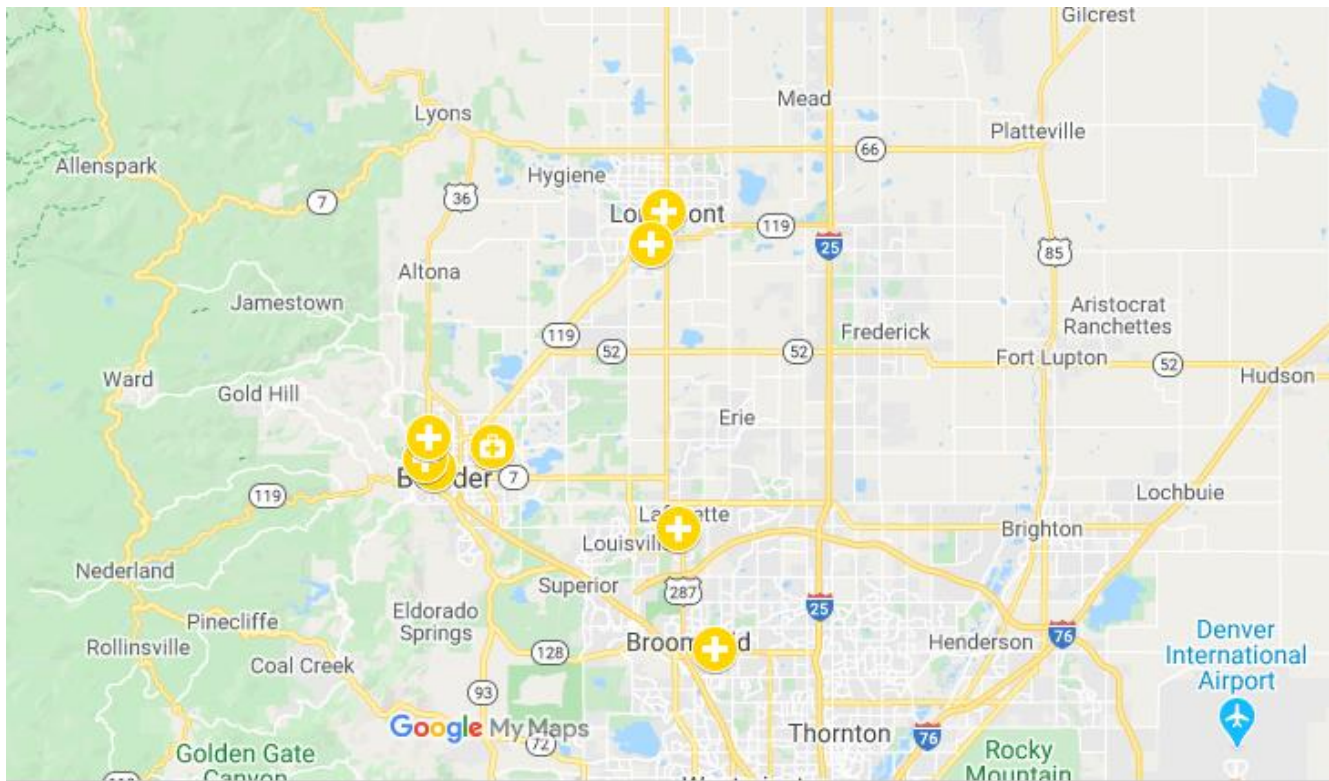 Gilcrest
Mead
Lyons
Platteville
66
Allenspark
Hygiene
7
36
119
25
85
Altona
Jamestown
Aristocrat
Ranchettes
119
Frederick
52
52
Fort Lupton
52
Ward
Hudson
Gold Hill
Erie
7
119
Lochbuie
Brighton
Nederland
Superior
287
25
Eldorado
Springs
Pinecliffe
Rollinsville
Coal Creek
128
Henderson
76
Denver
International
Airport
93
Google My Maps
72
Thornton
76
Golden Gate
Rocky
Mountain